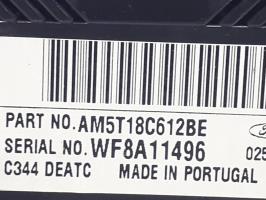 PART NO. AM5T18C612BE
SERIAL NO. WF8A11496 025
C344 DEATC MADE IN PORTUGAL